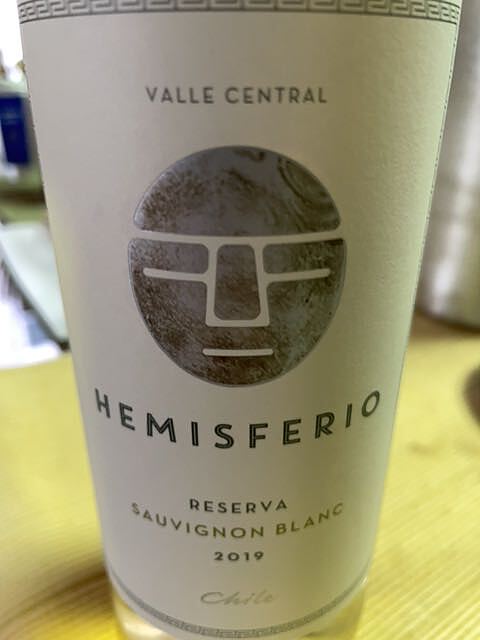 VALLE CENTRAL
HEMISFERIO
RESERVA
SAUVIGNON BLANC
2019
Chile